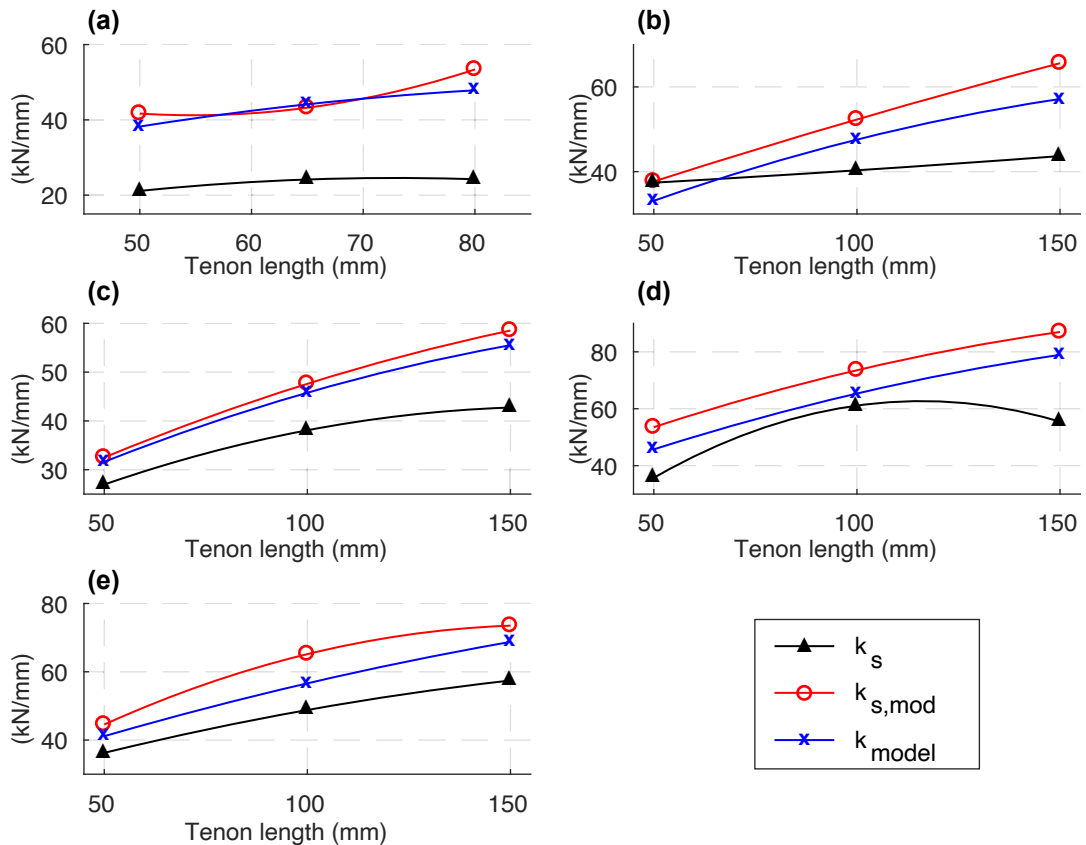 (a)
60
40
20
(kN/mm)
50 60 70 80
Tenon length (mm)
(b)
60
40
(kN/mm)
50 100 150
Tenon length (mm)
(c)
60
50
40
30
(kN/mm)
50 100 150
Tenon length (mm)
(d)
80
60
40
(kN/mm)
50 100 150
Tenon length (mm)
(e)
80
60
40
(kN/mm)
50 100 150
Tenon length (mm)
k s
k s,mod
k model